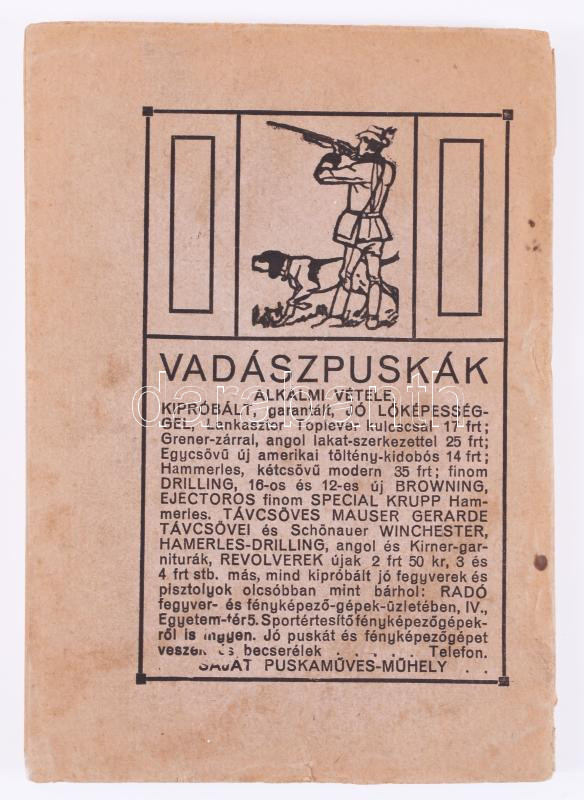 VADÁSZPUSKÁK
ALKALMI VÉTELE,
KIPRÓBÁLT, garantált, JÓ LŐKÉPESSÉG-
GEL, Lankasztor Toplever kulccsal 17 frt;
Grener-zárral, angol lakat-szerkezettel 25 frt;
Egycsövű új amerikai töltény-kidobós 14 frt;
Hammerles, kétcsövű modern 35 frt; finom
DRILLING, 16-os és 12-es új BROWNING,
EJECTOROS finom SPECIAL KRUPP Ham-
merles. TÁVCSÖVES MAUSER GERARDE
TÁVCSÖVEI és Schönauer WINCHESTER,
HAMERLES-DRILLING, angol és Kirner-gar-
niturák, REVOLVEREK újak 2 frt 50 kr, 3 és
4 frt stb. más, mind kipróbált jó fegyverek és
pisztolyok olcsóbban mint bárhol: RADÓ
fegyver- és fényképező-gépek-üzletében, IV.,
Egyetem-tér 5. Sportértesítő fényképezőgépek-
ről is ingyen. Jó puskát és fényképezőgépet
veszek és becserélek . . . . . Telefon.
SAJÁT PUSKAMŰVES-MŰHELY . .
darabanth